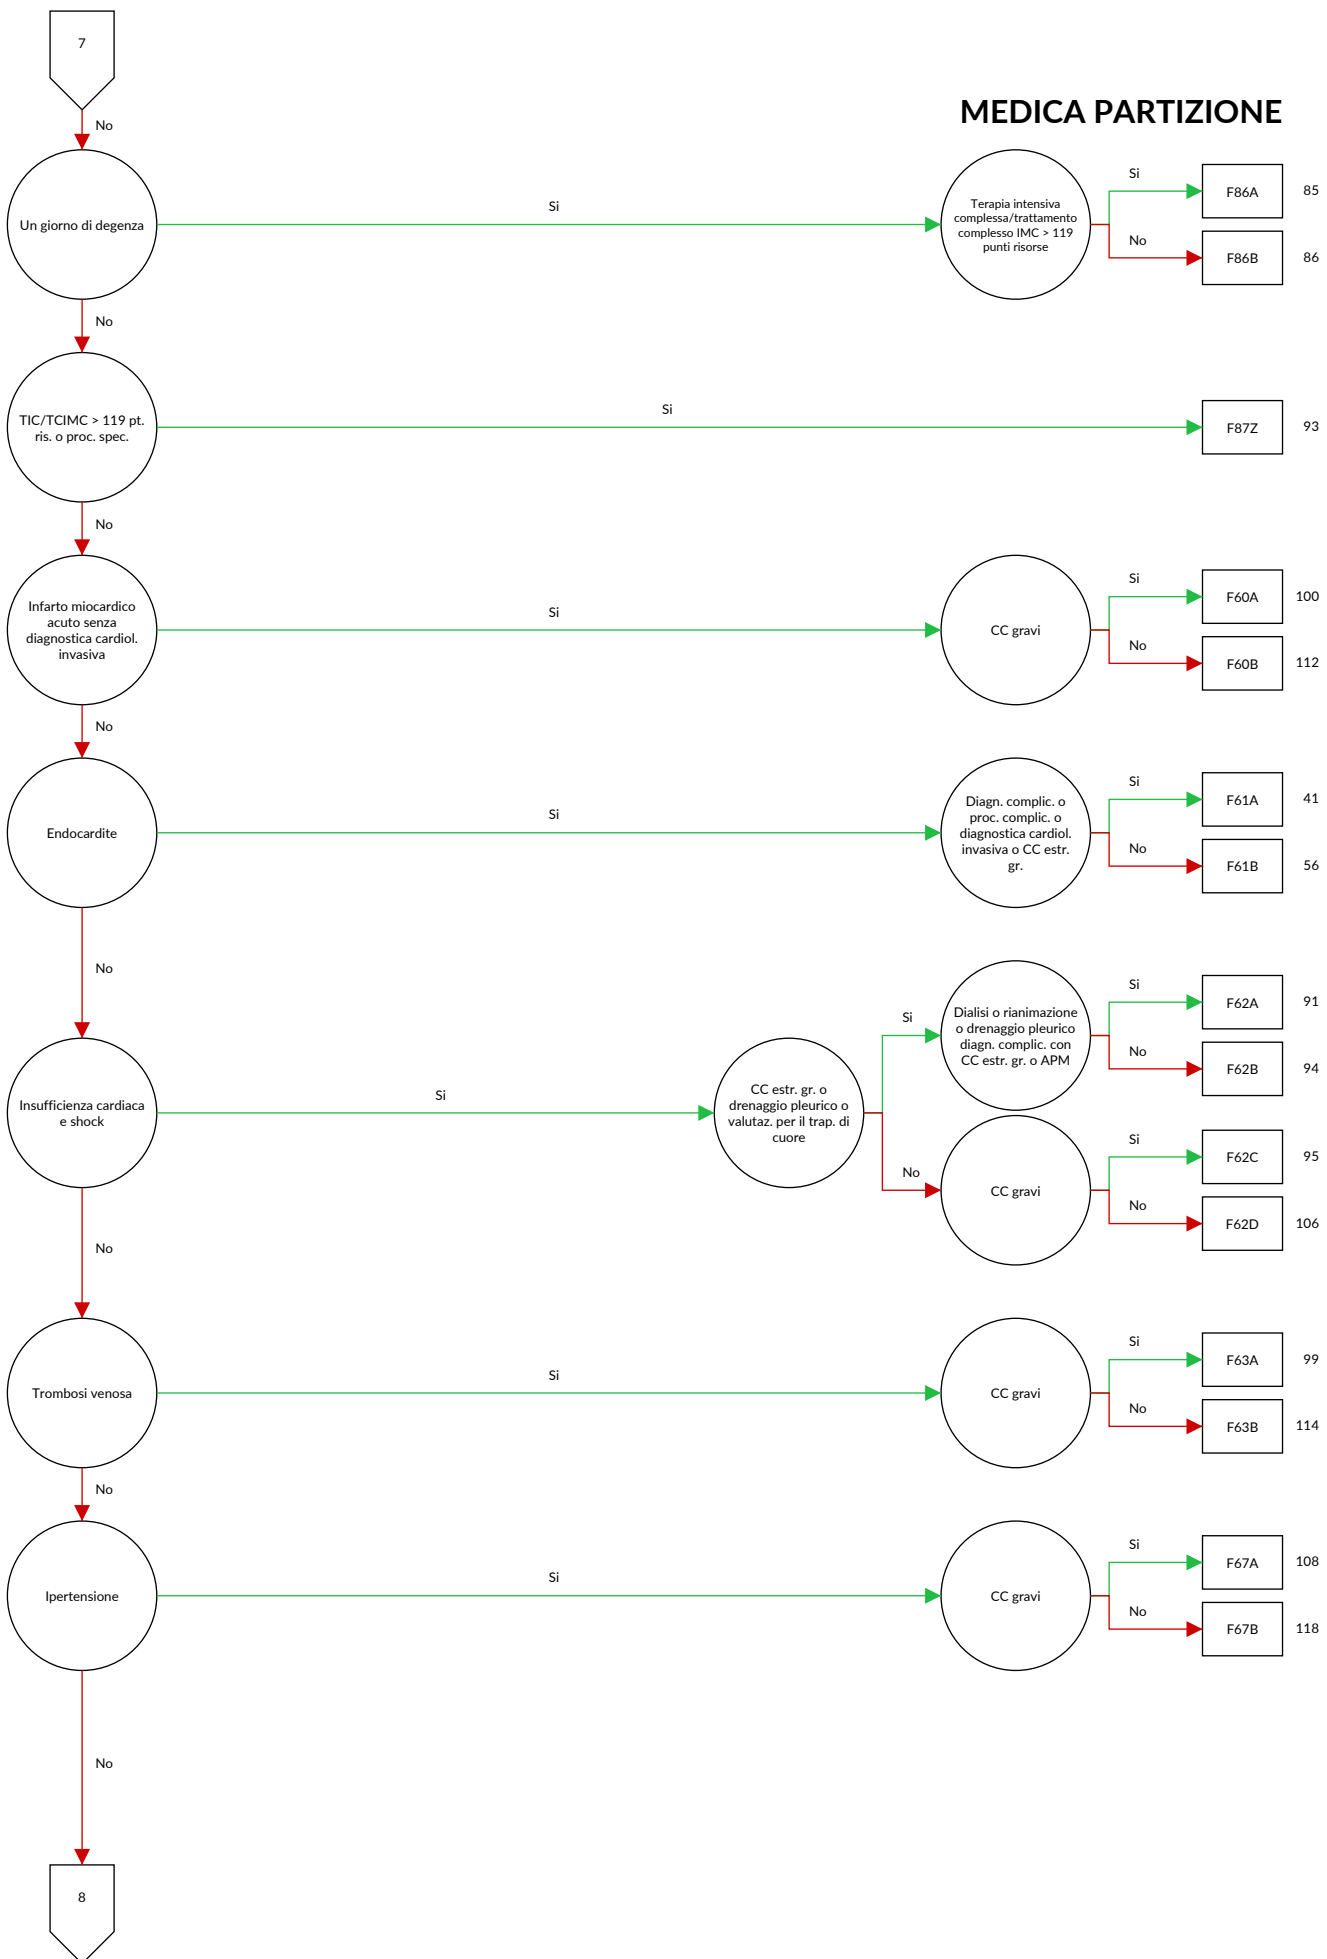 7
No
MEDICA PARTIZIONE
Un giorno di degenza
Si
Terapia intensiva
complessa/trattamento
complesso IMC > 119
punti risorse
Si
F86A
85
No
F86B
86
No
TIC/TCIMC > 119 pt.
ris. o proc. spec.
Si
F87Z
93
No
Infarto miocardico
acuto senza
diagnostica cardiol.
invasiva
Si
CC gravi
Si
F60A
100
No
F60B
112
No
Endocardite
Si
Diagn. complic. o
proc. complic. o
diagnostica cardiol.
invasiva o CC estr.
gr.
Si
F61A
41
No
F61B
56
No
Insufficienza cardiaca
e shock
Si
CC estr. gr. o
drenaggio pleurico o
valutaz. per il trap. di
cuore
Si
Dialisi o rianimazione
o drenaggio pleurico
diagn. complic. con
CC estr. gr. o APM
Si
F62A
91
No
F62B
94
No
CC gravi
Si
F62C
95
No
F62D
106
No
Trombosi venosa
Si
CC gravi
Si
F63A
99
No
F63B
114
No
Ipertensione
Si
CC gravi
Si
F67A
108
No
F67B
118
No
8